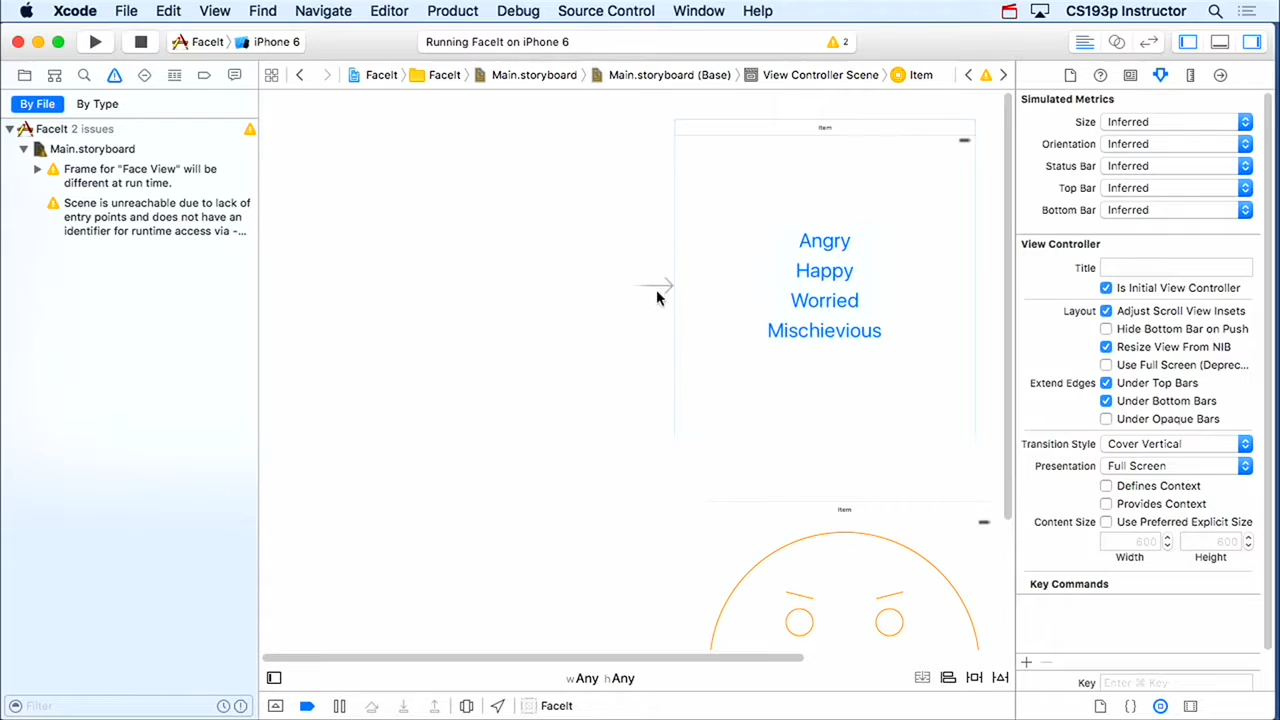 Xcode File Edit View Find Navigate Editor Product Debug Source Control Window Help CS193p Instructor
FaceIt iPhone 6 Running FaceIt on iPhone 6 2
FaceIt FaceIt Main.storyboard Main.storyboard (Base) View Controller Scene Item
By File By Type
FaceIt 2 issues
Main.storyboard
Frame for "Face View" will be
different at run time.
Scene is unreachable due to lack of
entry points and does not have an
identifier for runtime access via -...
Filter
Item
Angry
Happy
Worried
Mischievious
Item
wAny hAny
FaceIt
Simulated Metrics
Size Inferred
Orientation Inferred
Status Bar Inferred
Top Bar Inferred
Bottom Bar Inferred
View Controller
Title
Is Initial View Controller
Layout Adjust Scroll View Insets
Hide Bottom Bar on Push
Resize View From NIB
Use Full Screen (Deprec...
Extend Edges Under Top Bars
Under Bottom Bars
Under Opaque Bars
Transition Style Cover Vertical
Presentation Full Screen
Defines Context
Provides Context
Content Size Use Preferred Explicit Size
600 600
Width Height
Key Commands
Key Enter ⌘ Key